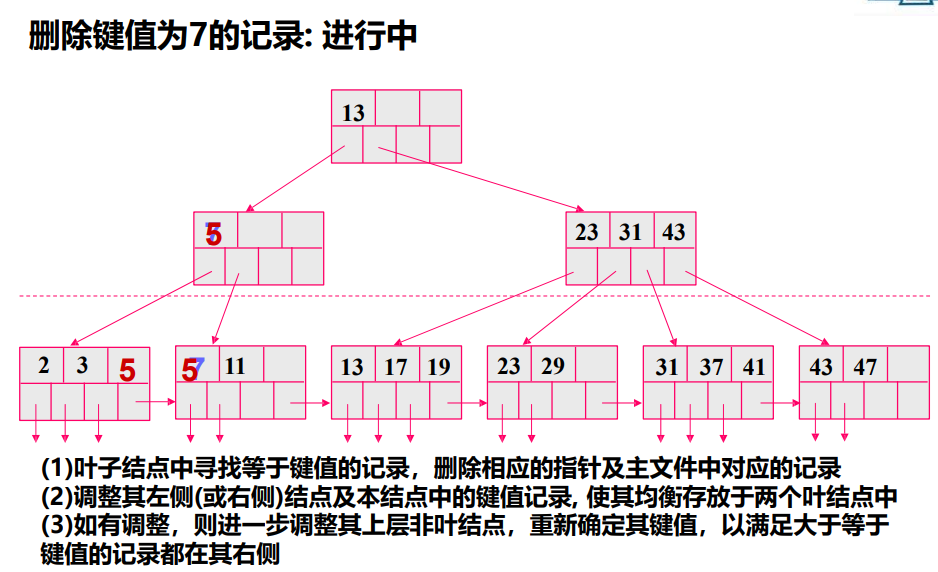 删除键值为7的记录: 进行中
13
5
23 31 43
2 3 5
57 11
13 17 19
23 29
31 37 41
43 47
(1)叶子结点中寻找等于键值的记录，删除相应的指针及主文件中对应的记录
(2)调整其左侧(或右侧)结点及本结点中的键值记录, 使其均衡存放于两个叶结点中
(3)如有调整，则进一步调整其上层非叶结点，重新确定其键值，以满足大于等于
键值的记录都在其右侧